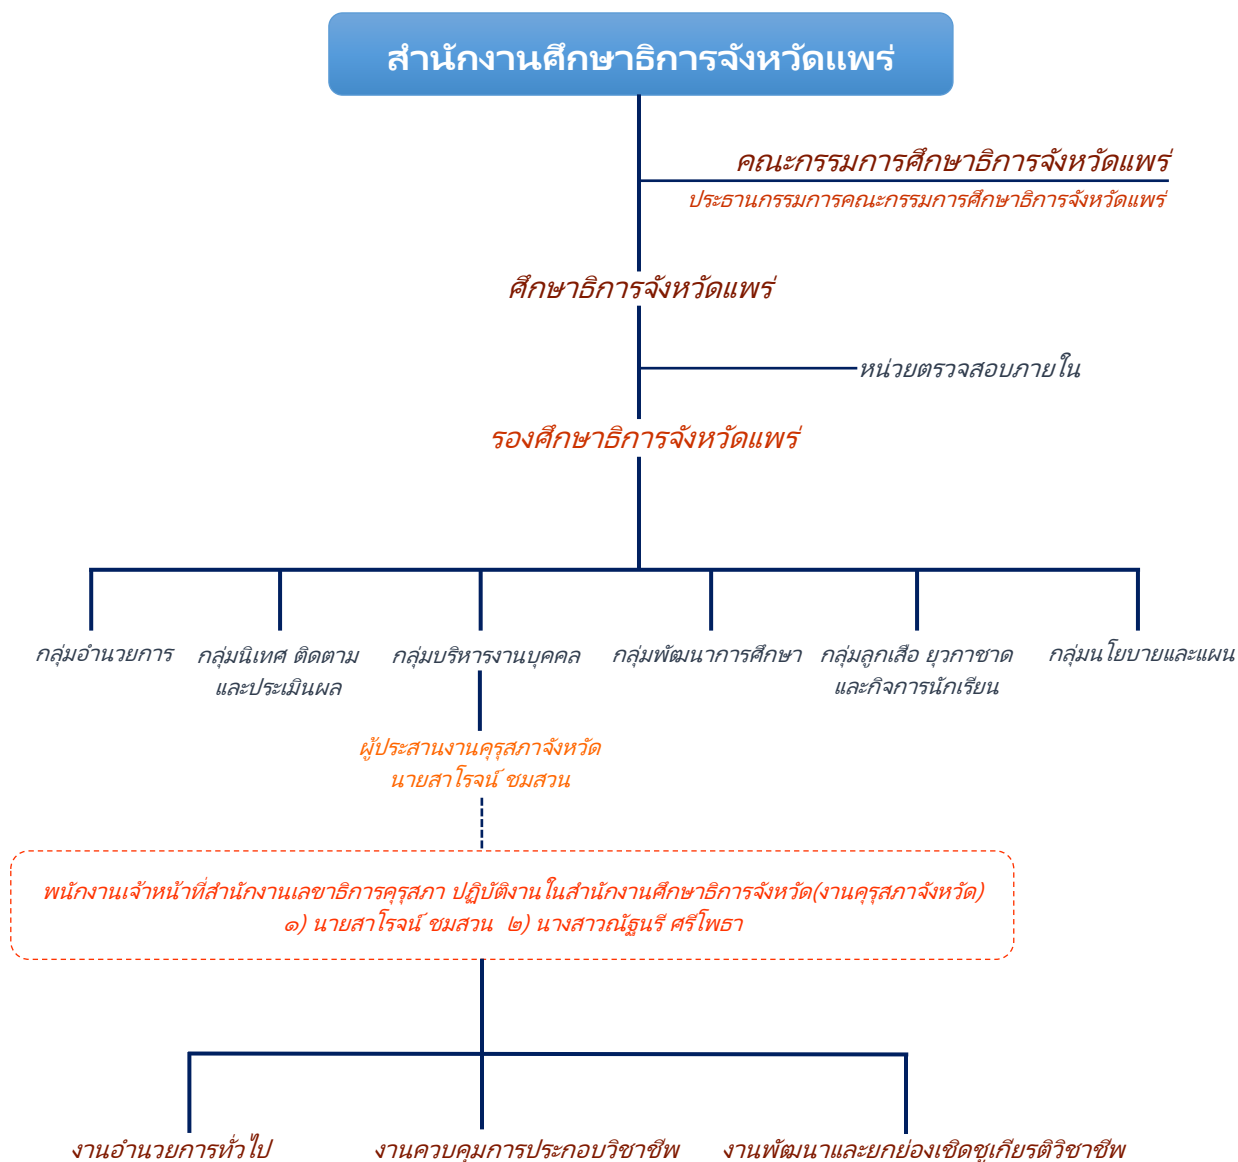 สำนักงานศึกษาธิการจังหวัดแพร่
คณะกรรมการศึกษาธิการจังหวัดแพร่
ประธานกรรมการคณะกรรมการศึกษาธิการจังหวัดแพร่
ศึกษาธิการจังหวัดแพร่
หน่วยตรวจสอบภายใน
รองศึกษาธิการจังหวัดแพร่
กลุ่มอำนวยการ
กลุ่มนิเทศ ติดตาม
และประเมินผล
กลุ่มบริหารงานบุคคล
กลุ่มพัฒนาการศึกษา
กลุ่มลูกเสือ ยุวกาชาด
และกิจการนักเรียน
กลุ่มนโยบายและแผน
ผู้ประสานงานคุรุสภาจังหวัด
นายสาโรจน์ ชมสวน
พนักงานเจ้าหน้าที่สำนักงานเลขาธิการคุรุสภา ปฏิบัติงานในสำนักงานศึกษาธิการจังหวัด(งานคุรุสภาจังหวัด)
๑) นายสาโรจน์ ชมสวน ๒) นางสาวณัฐนรี ศรีโพธา
งานอำนวยการทั่วไป
งานควบคุมการประกอบวิชาชีพ
งานพัฒนาและยกย่องเชิดชูเกียรติวิชาชีพ